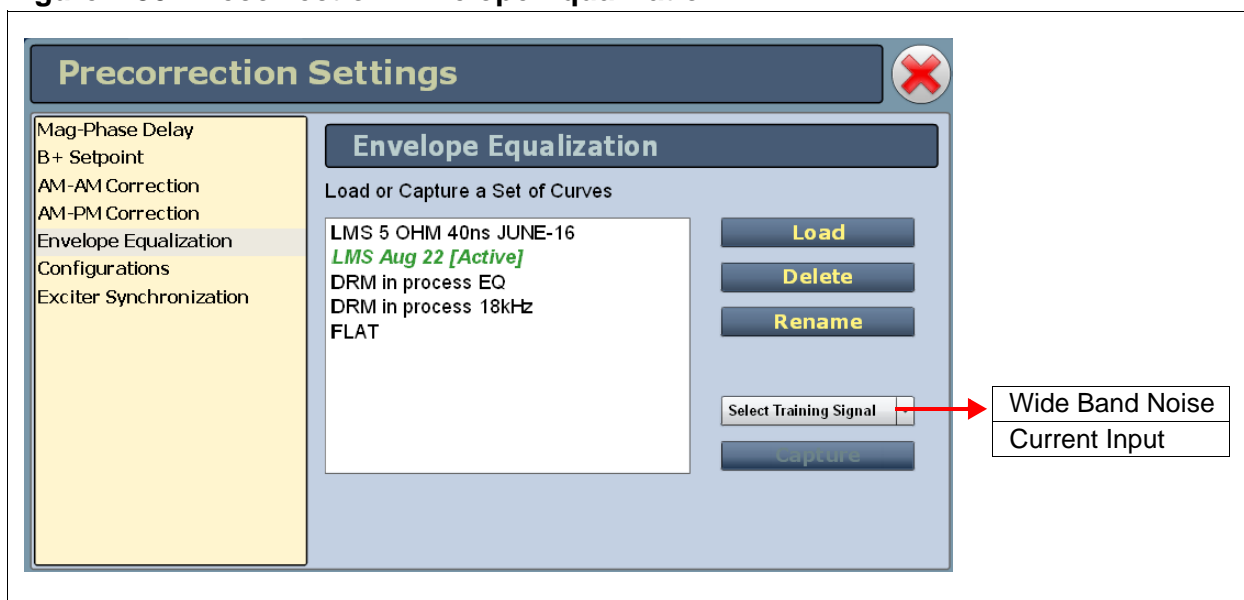 Precorrection Settings
Mag-Phase Delay
B+ Setpoint
AM-AM Correction
AM-PM Correction
Envelope Equalization
Configurations
Exciter Synchronization
Envelope Equalization
Load or Capture a Set of Curves
LMS 5 OHM 40ns JUNE-16
LMS Aug 22 [Active]
DRM in process EQ
DRM in process 18kHz
FLAT
Load
Delete
Rename
Select Training Signal
Capture
Wide Band Noise
Current Input